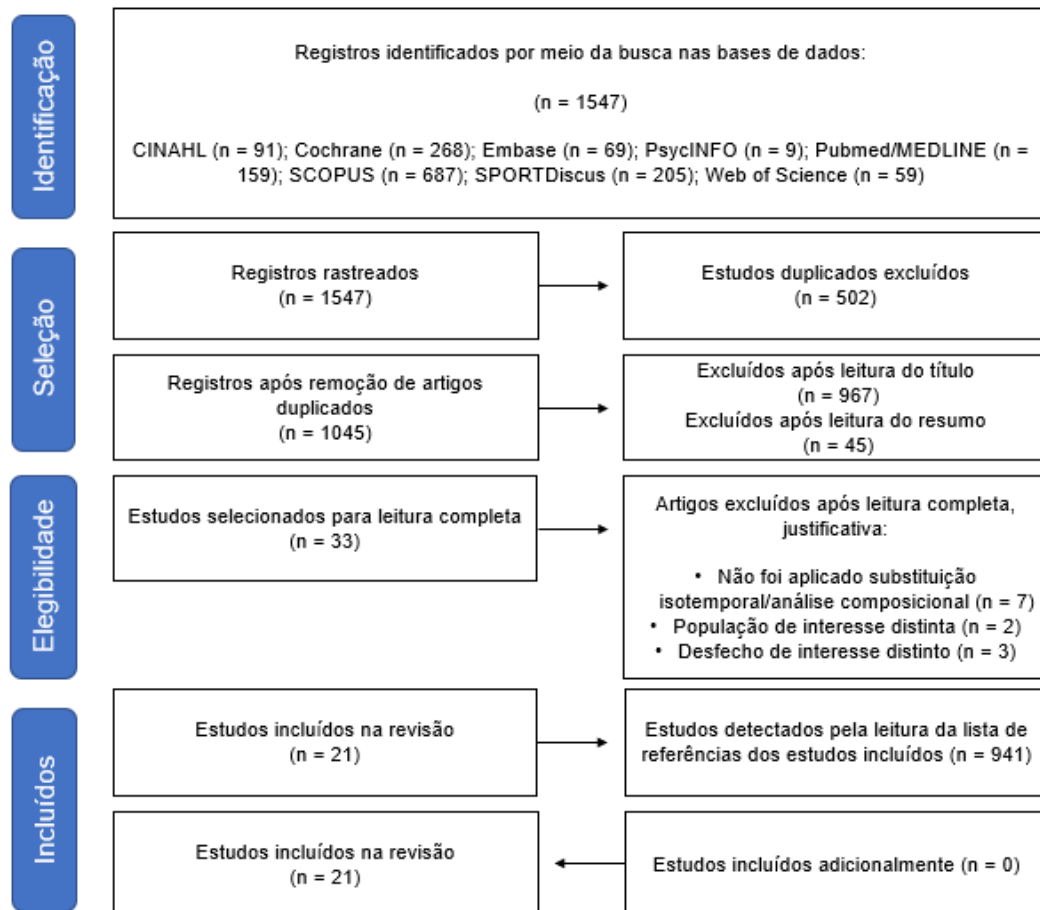 Identificação
Registros identificados por meio da busca nas bases de dados:
(n = 1547)
CINAHL (n = 91); Cochrane (n = 268); Embase (n = 69); PsycINFO (n = 9); Pubmed/MEDLINE (n =
159); SCOPUS (n = 687); SPORTDiscus (n = 205); Web of Science (n = 59)
Seleção
Registros rastreados
(n = 1547)
Estudos duplicados excluídos
(n = 502)
Registros após remoção de artigos
duplicados
(n = 1045)
Excluídos após leitura do título
(n = 967)
Excluídos após leitura do resumo
(n = 45)
Elegibilidade
Estudos selecionados para leitura completa
(n = 33)
Artigos excluídos após leitura completa,
justificativa:
• Não foi aplicado substituição
isotemporal/análise composicional (n = 7)
• População de interesse distinta (n = 2)
• Desfecho de interesse distinto (n = 3)
Incluídos
Estudos incluídos na revisão
(n = 21)
Estudos detectados pela leitura da lista de
referências dos estudos incluídos (n = 941)
Estudos incluídos na revisão
(n = 21)
Estudos incluídos adicionalmente (n = 0)